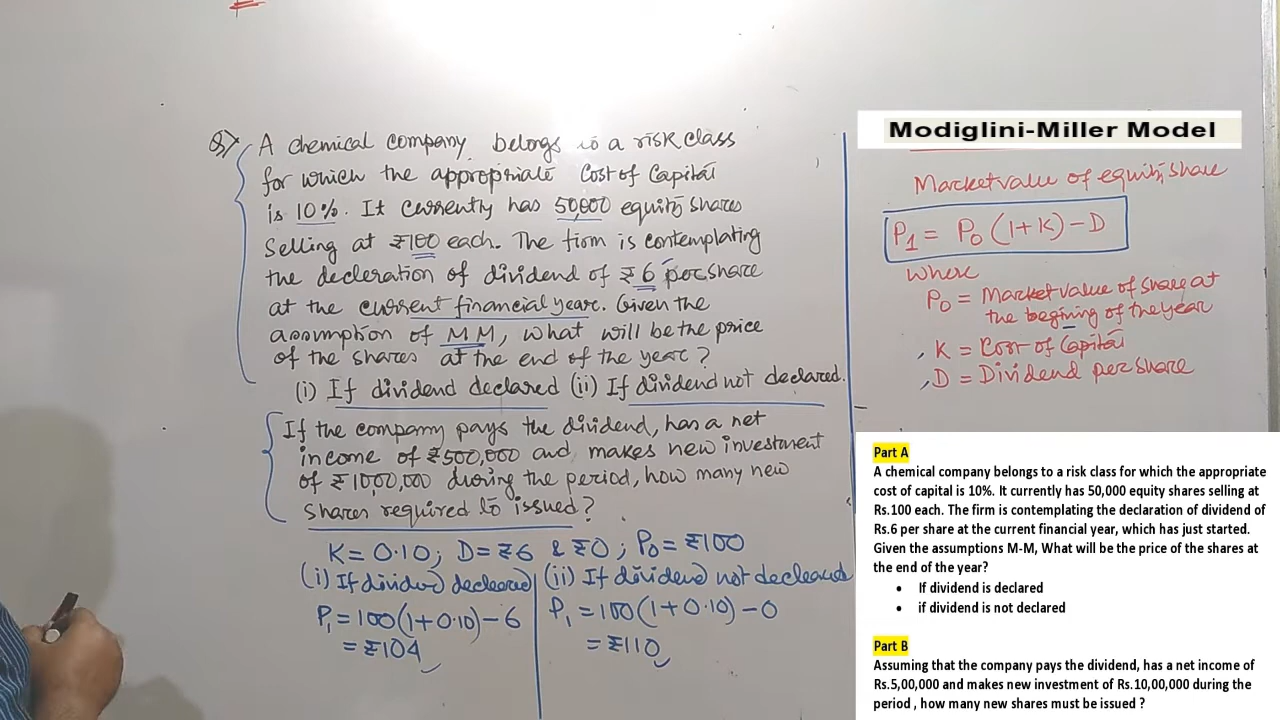 Q> A chemical company belongs to a risk class
for which the appropriate Cost of Capital
is 10%. It currently has 50,000 equity shares
selling at ₹100 each. The firm is contemplating
the decleration of dividend of ₹6 per share
at the current financial year. Given the
assumption of MM, what will be the price
of the shares at the end of the year?
(i) If dividend declared (ii) If dividend not declared.
If the company pays the dividend, has a net
income of ₹500,000 and makes new investment
of ₹10,00,000 during the period, how many new
shares required to issued?
K = 0.10; D = ₹6 & ₹0; P0 = ₹100
(i) If dividend decleared
P1 = 100(1+0.10) - 6
= ₹104
(ii) If dividend not decleared
P1 = 100(1+0.10) - 0
= ₹110
Modiglini-Miller Model
Market value of equity share
P1 = P0 (1+K) - D
where
P0 = Market value of share at
the begining of the year
K = Cost of Capital
D = Dividend per share
Part A
A chemical company belongs to a risk class for which the appropriate
cost of capital is 10%. It currently has 50,000 equity shares selling at
Rs.100 each. The firm is contemplating the declaration of dividend of
Rs.6 per share at the current financial year, which has just started.
Given the assumptions M-M, What will be the price of the shares at
the end of the year?
• If dividend is declared
• if dividend is not declared
Part B
Assuming that the company pays the dividend, has a net income of
Rs.5,00,000 and makes new investment of Rs.10,00,000 during the
period , how many new shares must be issued ?